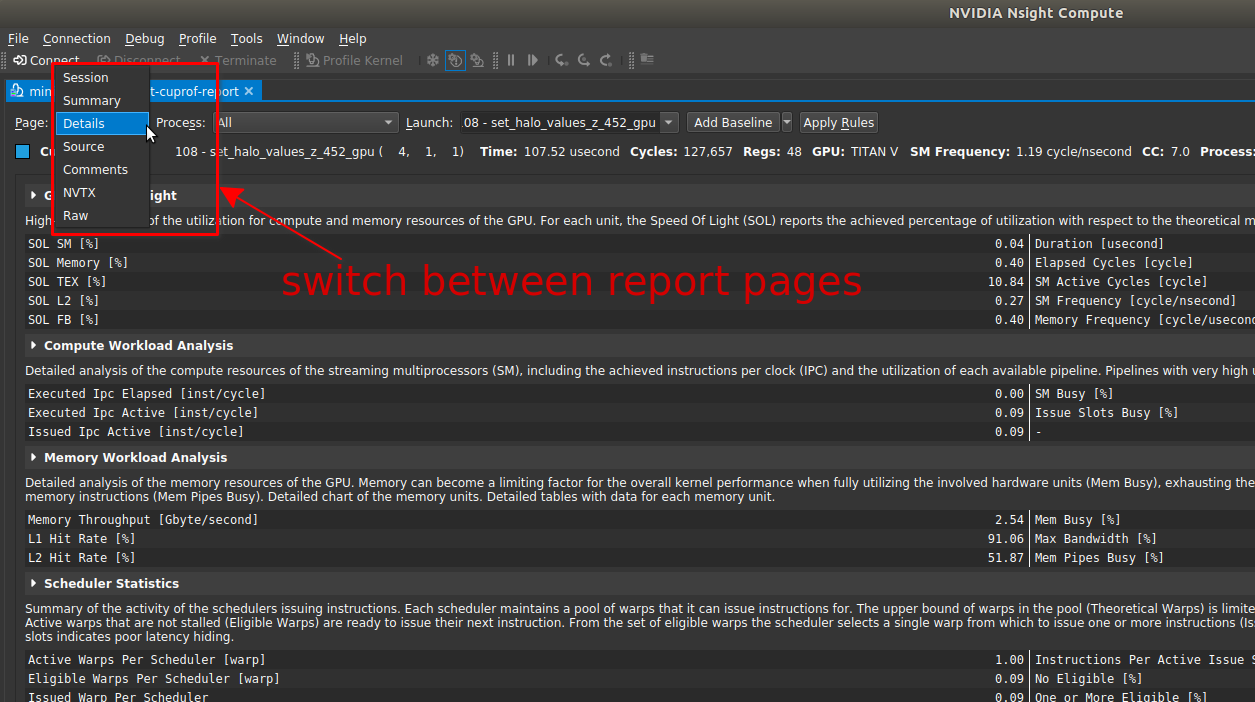 NVIDIA Nsight Compute
File Connection Debug Profile Tools Window Help
Connect Disconnect Terminate Profile Kernel
t-cuprof-report
Page: Process: All Launch: 08 - set_halo_values_z_452_gpu Add Baseline Apply Rules
Session
Summary
Details
Source
Comments
NVTX
Raw
108 - set_halo_values_z_452_gpu ( 4, 1, 1) Time: 107.52 usecond Cycles: 127,657 Regs: 48 GPU: TITAN V SM Frequency: 1.19 cycle/nsecond CC: 7.0 Process:
of the utilization for compute and memory resources of the GPU. For each unit, the Speed Of Light (SOL) reports the achieved percentage of utilization with respect to the theoretical
SOL SM [%] 0.04 Duration [usecond]
SOL Memory [%] 0.40 Elapsed Cycles [cycle]
SOL TEX [%] 10.84 SM Active Cycles [cycle]
SOL L2 [%] 0.27 SM Frequency [cycle/nsecond]
SOL FB [%] 0.40 Memory Frequency [cycle/usecond
switch between report pages
Compute Workload Analysis
Detailed analysis of the compute resources of the streaming multiprocessors (SM), including the achieved instructions per clock (IPC) and the utilization of each available pipeline. Pipelines with very high
Executed Ipc Elapsed [inst/cycle] 0.00 SM Busy [%]
Executed Ipc Active [inst/cycle] 0.09 Issue Slots Busy [%]
Issued Ipc Active [inst/cycle] 0.09 -
Memory Workload Analysis
Detailed analysis of the memory resources of the GPU. Memory can become a limiting factor for the overall kernel performance when fully utilizing the involved hardware units (Mem Busy), exhausting the
memory instructions (Mem Pipes Busy). Detailed chart of the memory units. Detailed tables with data for each memory unit.
Memory Throughput [Gbyte/second] 2.54 Mem Busy [%]
L1 Hit Rate [%] 91.06 Max Bandwidth [%]
L2 Hit Rate [%] 51.87 Mem Pipes Busy [%]
Scheduler Statistics
Summary of the activity of the schedulers issuing instructions. Each scheduler maintains a pool of warps that it can issue instructions for. The upper bound of warps in the pool (Theoretical Warps) is limite
Active warps that are not stalled (Eligible Warps) are ready to issue their next instruction. From the set of eligible warps the scheduler selects a single warp from which to issue one or more instructions (Is
slots indicates poor latency hiding.
Active Warps Per Scheduler [warp] 1.00 Instructions Per Active Issue S
Eligible Warps Per Scheduler [warp] 0.09 No Eligible [%]
Issued Warp Per Scheduler 0.09 One or More Eligible [%]